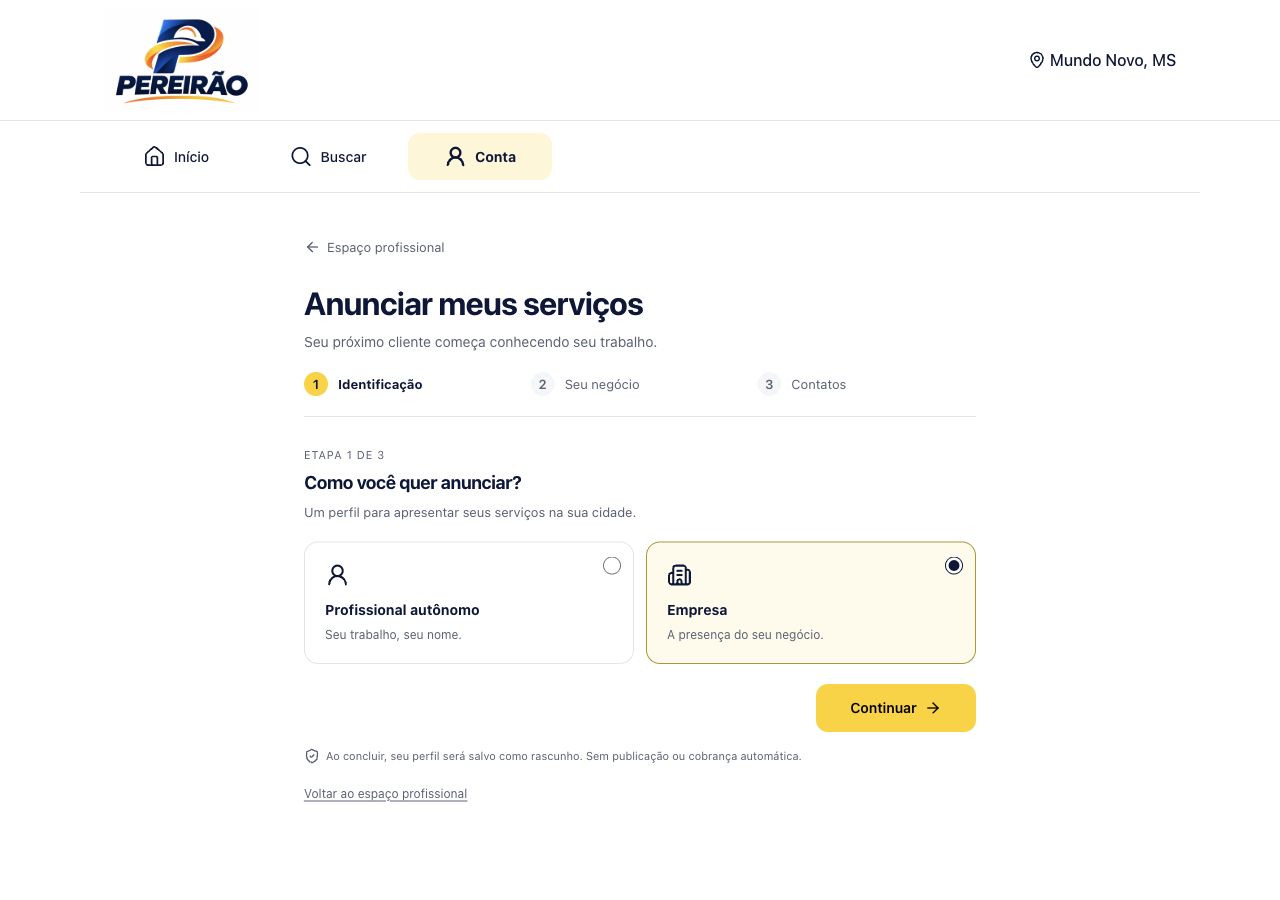 PEREIRÃO
Mundo Novo, MS
Início
Buscar
Conta
Espaço profissional
Anunciar meus serviços
Seu próximo cliente começa conhecendo seu trabalho.
1 Identificação
2 Seu negócio
3 Contatos
ETAPA 1 DE 3
Como você quer anunciar?
Um perfil para apresentar seus serviços na sua cidade.
Profissional autônomo
Seu trabalho, seu nome.
Empresa
A presença do seu negócio.
Continuar
Ao concluir, seu perfil será salvo como rascunho. Sem publicação ou cobrança automática.
Voltar ao espaço profissional